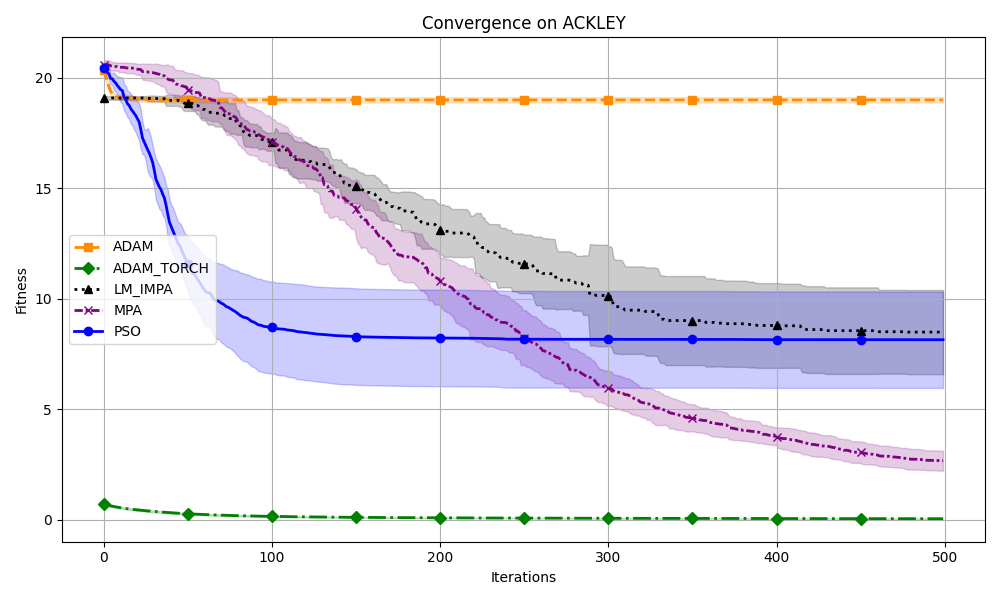 Convergence on ACKLEY
Fitness
20
15
10
5
0
ADAM
ADAM_TORCH
LM_IMPA
MPA
PSO
0 100 200 300 400 500
Iterations